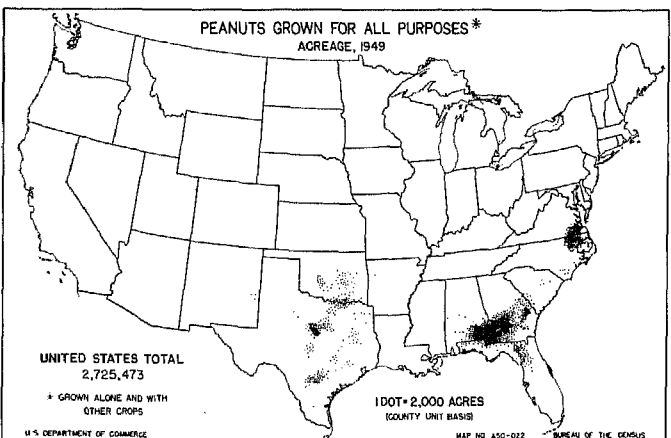 PEANUTS GROWN FOR ALL PURPOSES*
ACREAGE, 1949
UNITED STATES TOTAL
2,725,473
* GROWN ALONE AND WITH
OTHER CROPS
1 DOT = 2,000 ACRES
(COUNTY UNIT BASIS)
U.S. DEPARTMENT OF COMMERCE
MAP NO. A50-022
BUREAU OF THE CENSUS